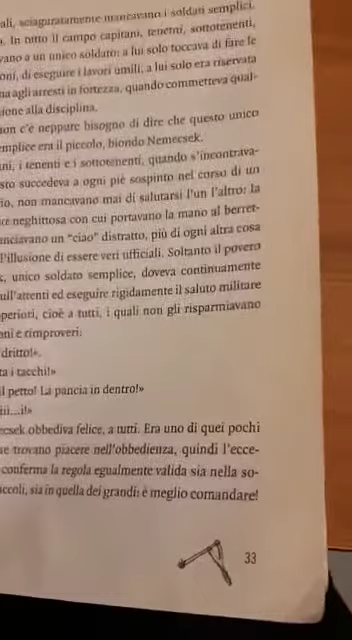 ali, sciaguratamente mancavano i soldati semplici.
a. In tutto il campo capitani, tenenti, sottotenenti,
vano a un unico soldato: a lui solo toccava di fare le
oni, di eseguire i lavori umili, a lui solo era riservata
na agli arresti in fortezza, quando commetteva qual-
ione alla disciplina.
on c'è neppure bisogno di dire che questo unico
emplice era il piccolo, biondo Nemecsek.
ni, i tenenti e i sottotenenti, quando s'incontrava-
sto succedeva a ogni piè sospinto nel corso di un
io, non mancavano mai di salutarsi l'un l'altro: la
re neghittosa con cui portavano la mano al berret-
anciavano un "ciao" distratto, più di ogni altra cosa
l'illusione di essere veri ufficiali. Soltanto il povero
k, unico soldato semplice, doveva continuamente
ull'attenti ed eseguire rigidamente il saluto militare
periori, cioè a tutti, i quali non gli risparmiavano
ani e rimproveri:
dritto!».
ta i tacchi!»
il petto! La pancia in dentro!»
iii...i!»
ecsek obbediva felice, a tutti. Era uno di quei pochi
he trovano piacere nell'obbedienza, quindi l'ecce-
conferma la regola egualmente valida sia nella so-
iccoli, sia in quella dei grandi: è meglio comandare!
33